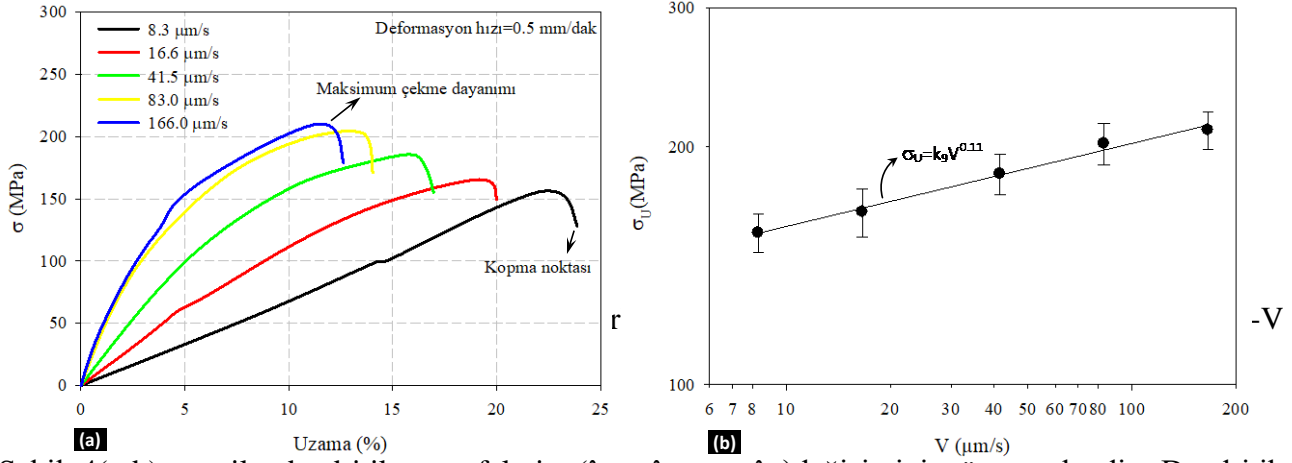 300
250
200
150
100
50
0
σ (MPa)
8.3 µm/s
16.6 µm/s
41.5 µm/s
83.0 µm/s
166.0 µm/s
Deformasyon hızı=0.5 mm/dak
Maksimum çekme dayanımı
Kopma noktası
0 5 10 15 20 25
(a)
Uzama (%)
r
300
200
100
σU(MPa)
σU=k9V0.11
6 7 8 10 20 30 40 50 60 70 80 100 200
(b)
V (µm/s)
-V